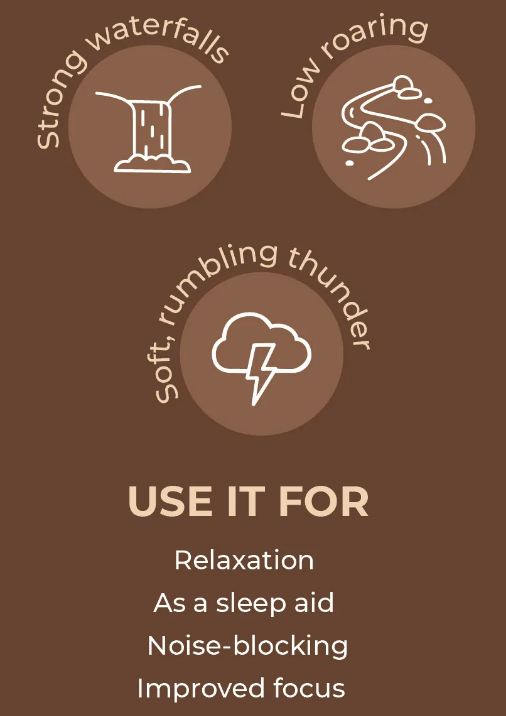 Strong waterfalls
Low roaring
Soft, rumbling thunder
USE IT FOR
Relaxation
As a sleep aid
Noise-blocking
Improved focus